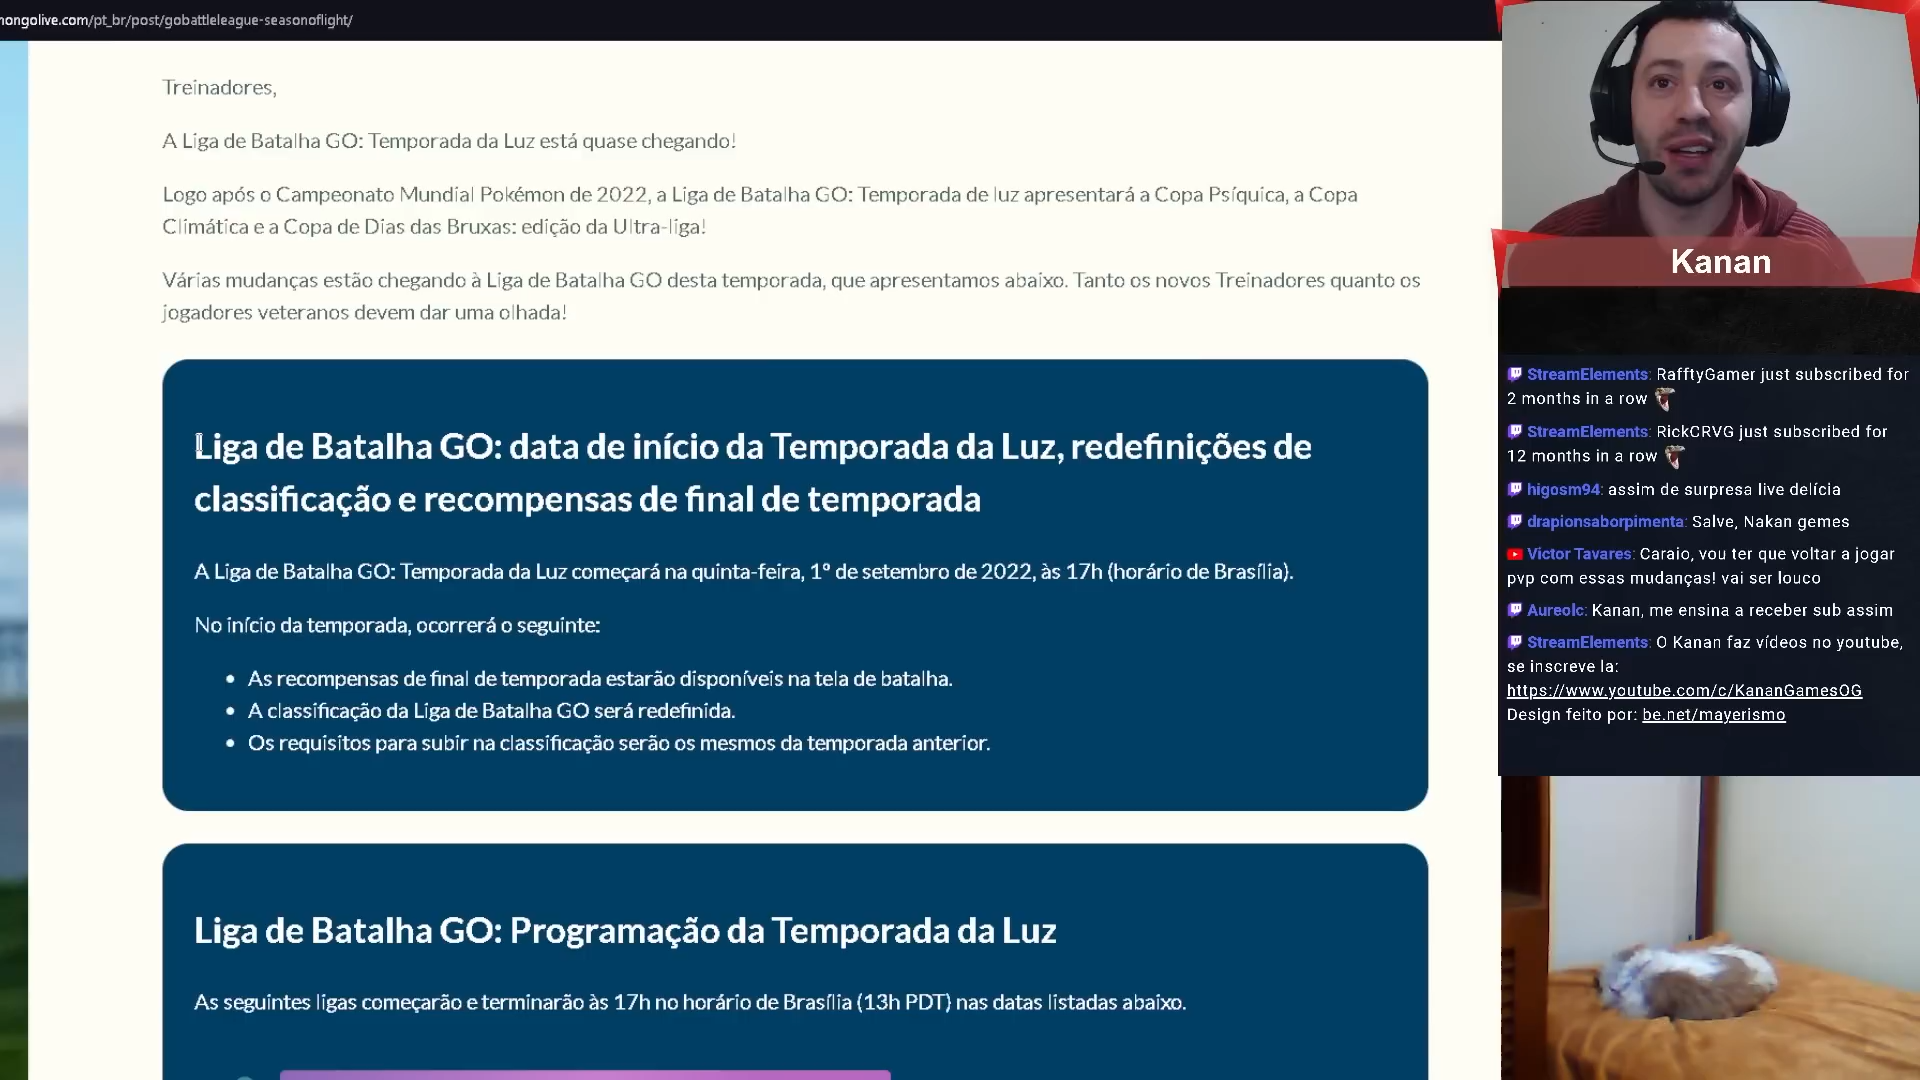 nongolive.com/pt_br/post/gobattleleague-seasonoflight/
Treinadores,
A Liga de Batalha GO: Temporada da Luz está quase chegando!
Logo após o Campeonato Mundial Pokémon de 2022, a Liga de Batalha GO: Temporada de luz apresentará a Copa Psíquica, a Copa
Climática e a Copa de Dias das Bruxas: edição da Ultra-liga!
Várias mudanças estão chegando à Liga de Batalha GO desta temporada, que apresentamos abaixo. Tanto os novos Treinadores quanto os
jogadores veteranos devem dar uma olhada!
Liga de Batalha GO: data de início da Temporada da Luz, redefinições de
classificação e recompensas de final de temporada
A Liga de Batalha GO: Temporada da Luz começará na quinta-feira, 1º de setembro de 2022, às 17h (horário de Brasília).
No início da temporada, ocorrerá o seguinte:
• As recompensas de final de temporada estarão disponíveis na tela de batalha.
• A classificação da Liga de Batalha GO será redefinida.
• Os requisitos para subir na classificação serão os mesmos da temporada anterior.
Liga de Batalha GO: Programação da Temporada da Luz
As seguintes ligas começarão e terminarão às 17h no horário de Brasília (13h PDT) nas datas listadas abaixo.
Kanan
StreamElements: RafftyGamer just subscribed for
2 months in a row
StreamElements: RickCRVG just subscribed for
12 months in a row
higosm94: assim de surpresa live delícia
drapionsaborpimenta: Salve, Nakan gemes
Victor Tavares: Caraio, vou ter que voltar a jogar
pvp com essas mudanças! vai ser louco
Aureolc: Kanan, me ensina a receber sub assim
StreamElements: O Kanan faz vídeos no youtube,
se inscreve la:
https://www.youtube.com/c/KananGamesOG
Design feito por: be.net/mayerismo